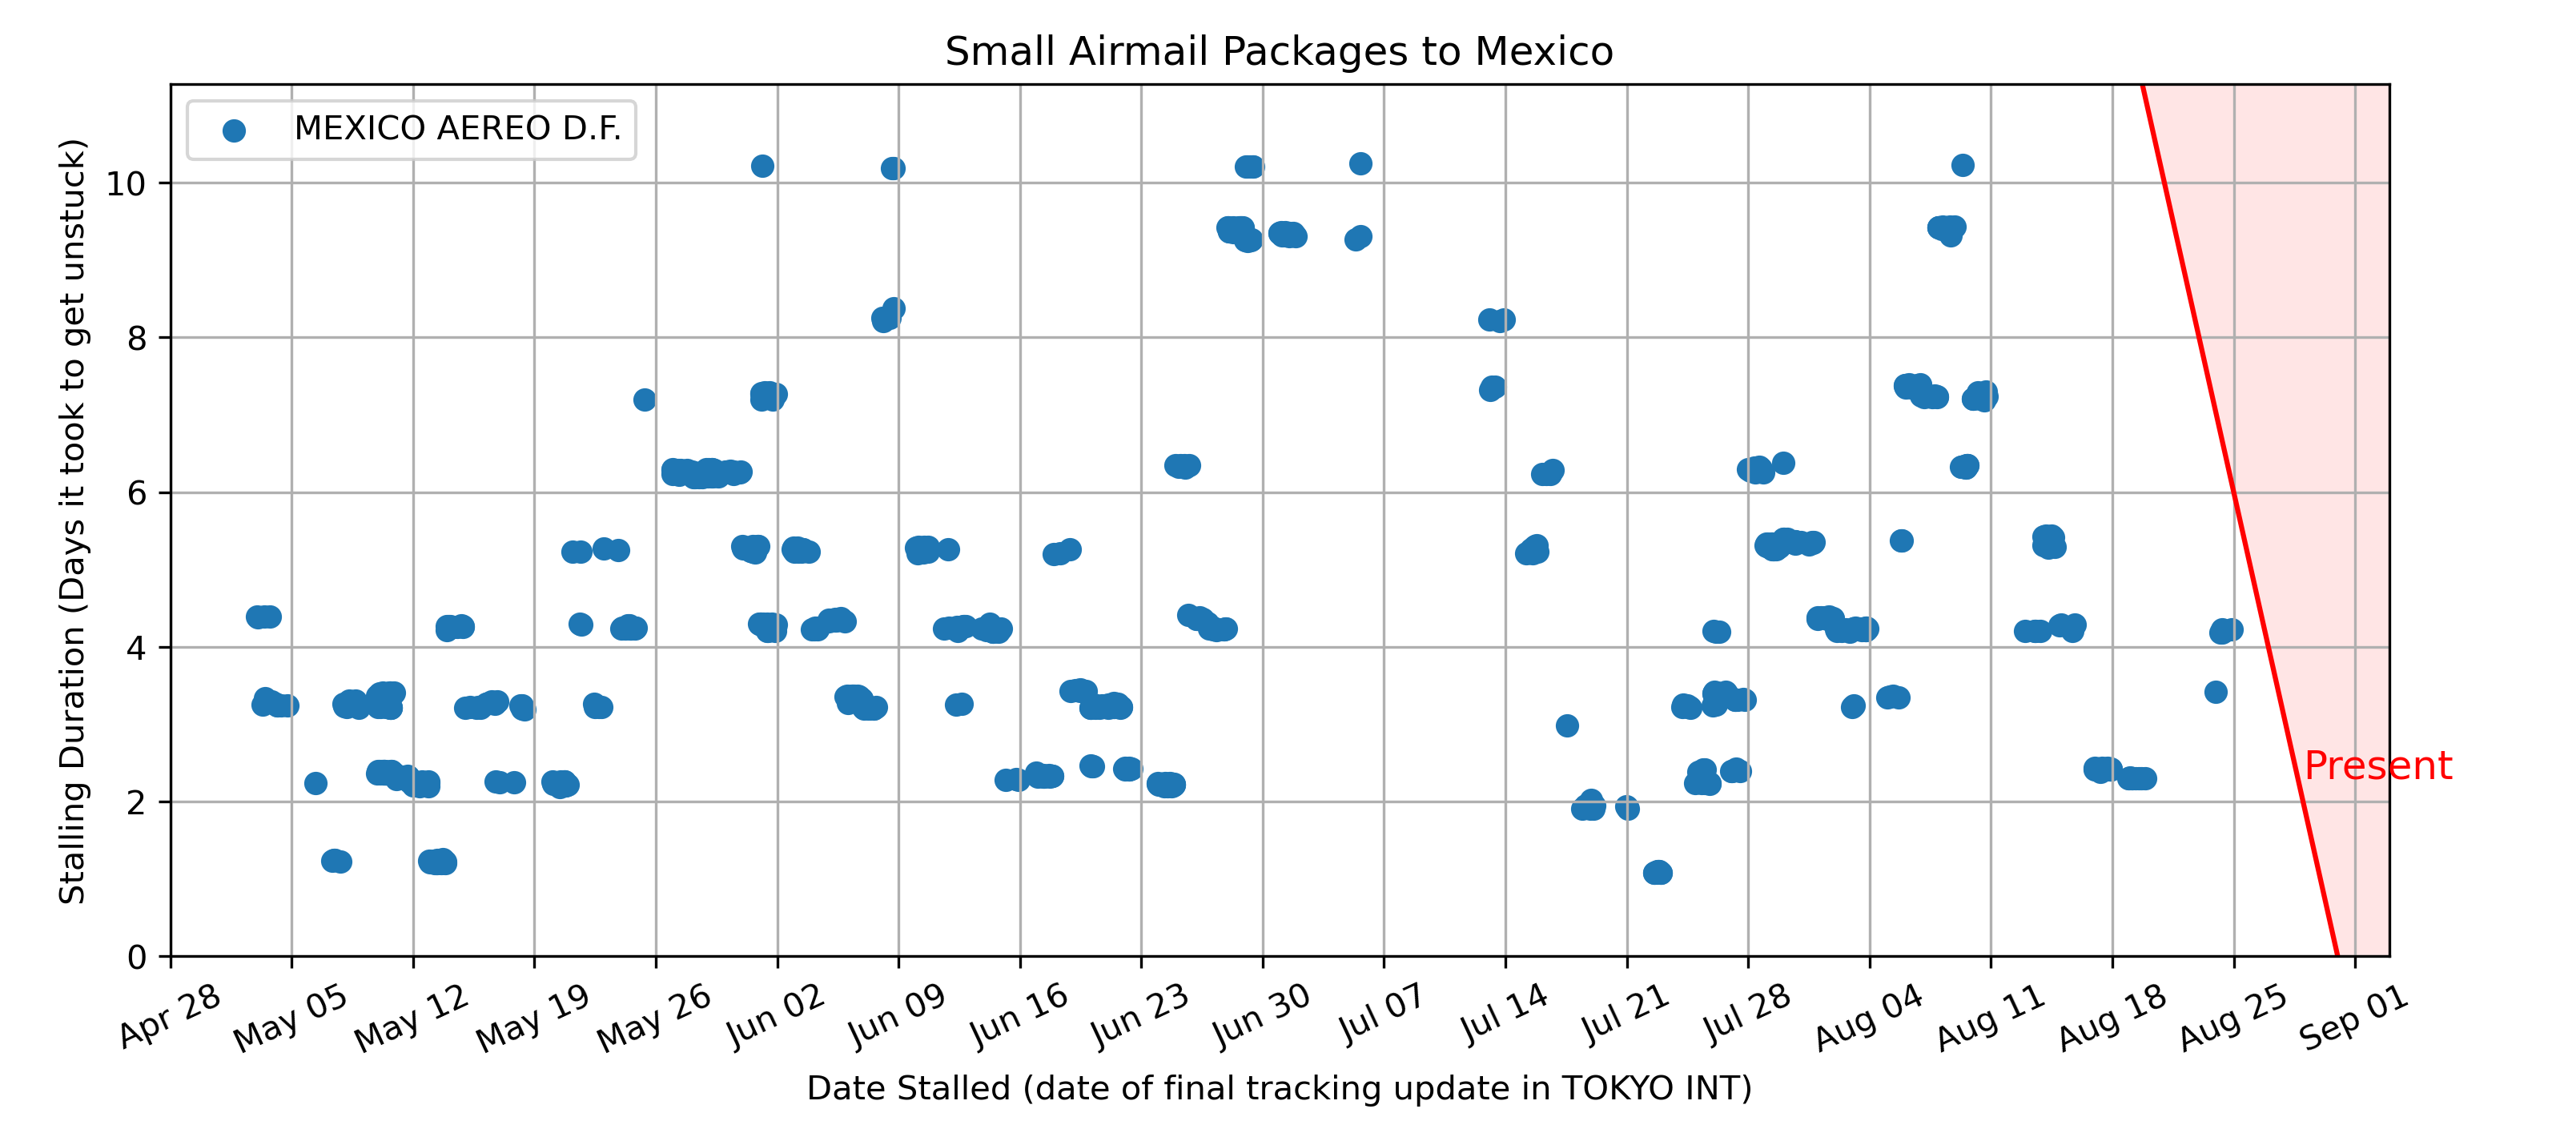 Small Airmail Packages to Mexico
MEXICO AEREO D.F.
Stalling Duration (Days it took to get unstuck)
10
8
6
4
2
0
Present
Apr 28
May 05
May 12
May 19
May 26
Jun 02
Jun 09
Jun 16
Jun 23
Jun 30
Jul 07
Jul 14
Jul 21
Jul 28
Aug 04
Aug 11
Aug 18
Aug 25
Sep 01
Date Stalled (date of final tracking update in TOKYO INT)